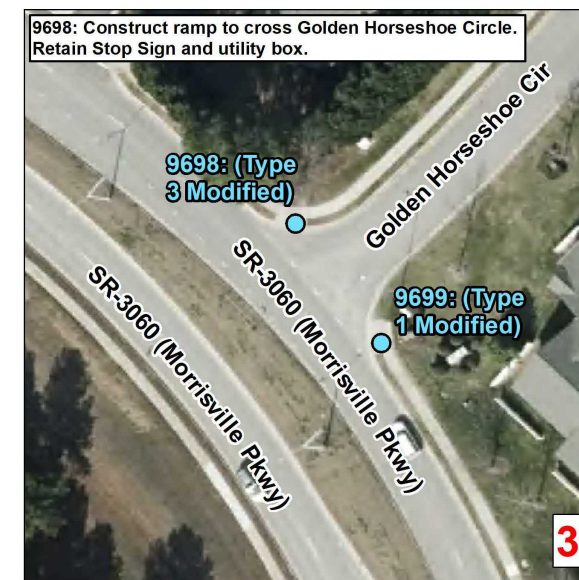 9698: Construct ramp to cross Golden Horseshoe Circle.
Retain Stop Sign and utility box.
9698: (Type
3 Modified)
Golden Horseshoe Cir
SR-3060 (Morrisville Pkwy)
9699: (Type
1 Modified)
SR-3060 (Morrisville Pkwy)
3